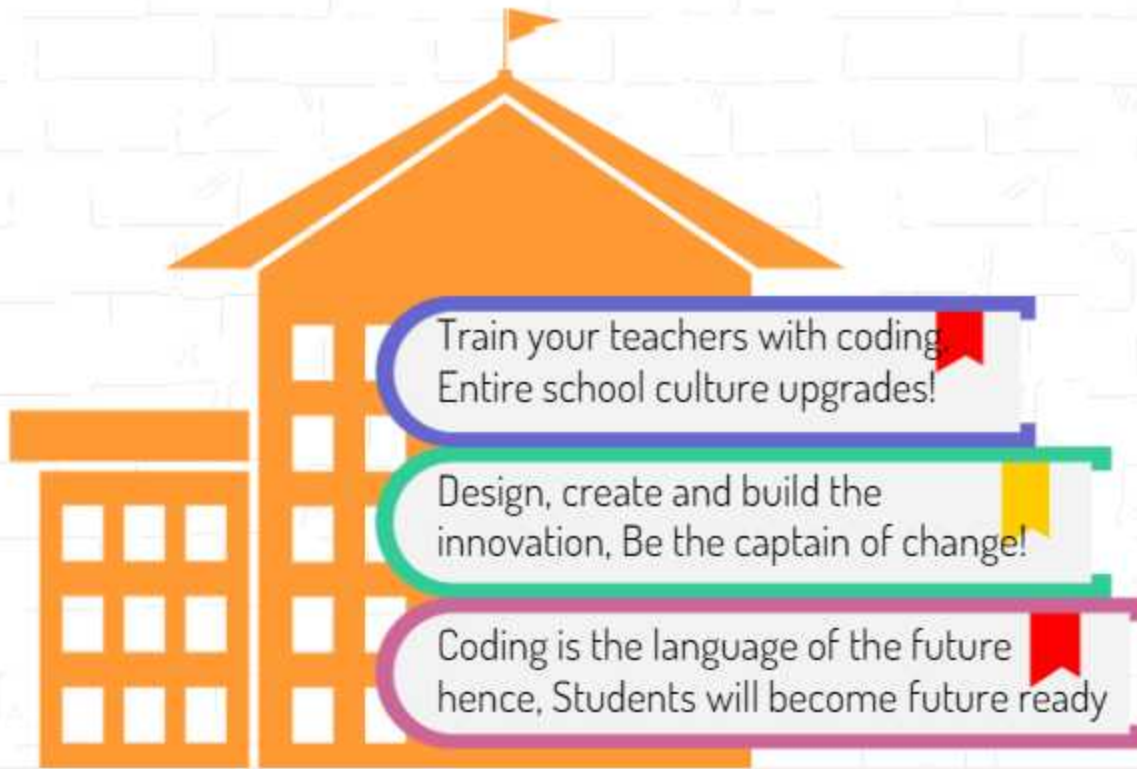 Train your teachers with coding,
Entire school culture upgrades!
Design, create and build the
innovation, Be the captain of change!
Coding is the language of the future
hence, Students will become future ready